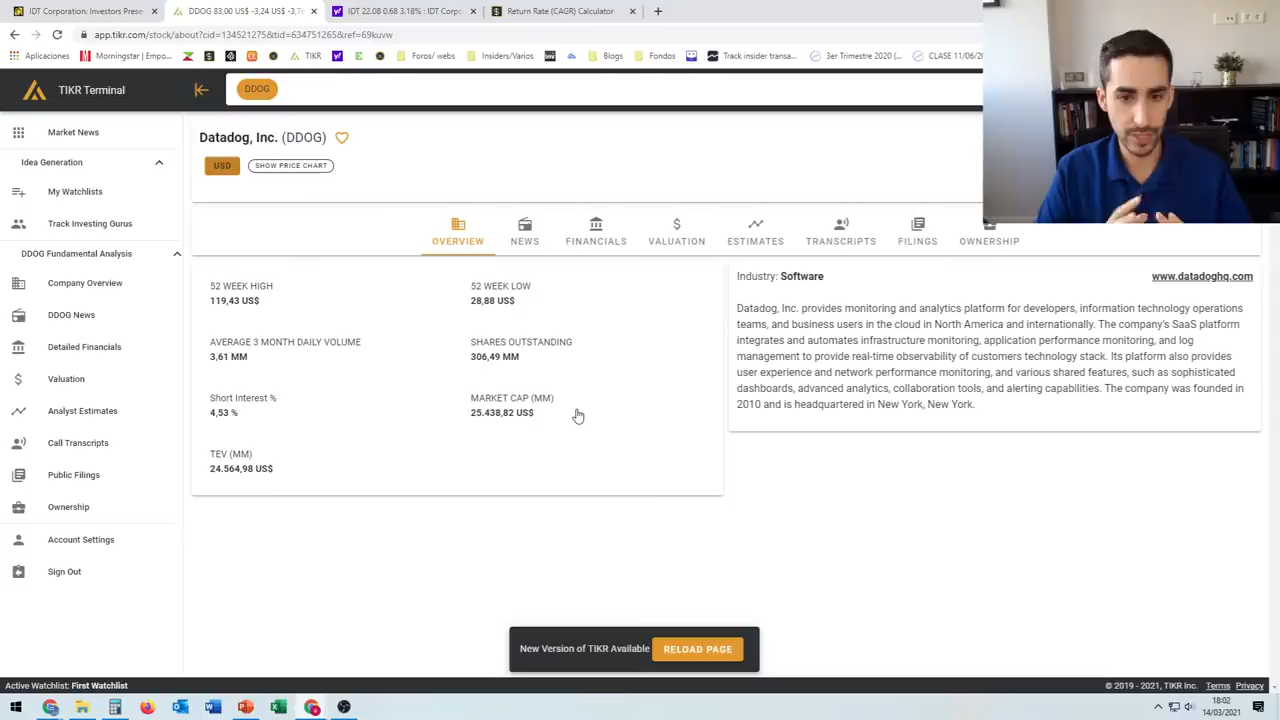 IDT Corporation: Investors Prese
DDOG 83,00 US$ -3,24 US$ -3,76
IDT 22.08 0.68 3.18% : IDT Corpo
Return Rate (CAGR) Calculator
app.tikr.com/stock/about?cid=134521275&tid=634751265&ref=69kuvw
Aplicaciones
Morningstar | Empo...
TIKR
Foros/ webs
Insiders/Varios
Blogs
Fondos
Track insider transa...
3er Trimestre 2020 (...
CLASE 11/06/20
TIKR Terminal
DDOG
Market News
Idea Generation
My Watchlists
Track Investing Gurus
DDOG Fundamental Analysis
Company Overview
DDOG News
Detailed Financials
Valuation
Analyst Estimates
Call Transcripts
Public Filings
Ownership
Account Settings
Sign Out
Datadog, Inc. (DDOG)
USD
SHOW PRICE CHART
OVERVIEW
NEWS
FINANCIALS
VALUATION
ESTIMATES
TRANSCRIPTS
FILINGS
OWNERSHIP
52 WEEK HIGH
119,43 US$
52 WEEK LOW
28,88 US$
AVERAGE 3 MONTH DAILY VOLUME
3,61 MM
SHARES OUTSTANDING
306,49 MM
Short Interest %
4,53 %
MARKET CAP (MM)
25.438,82 US$
TEV (MM)
24.564,98 US$
Industry: Software
www.datadoghq.com
Datadog, Inc. provides monitoring and analytics platform for developers, information technology operations
teams, and business users in the cloud in North America and internationally. The company's SaaS platform
integrates and automates infrastructure monitoring, application performance monitoring, and log
management to provide real-time observability of customers technology stack. Its platform also provides
user experience and network performance monitoring, and various shared features, such as sophisticated
dashboards, advanced analytics, collaboration tools, and alerting capabilities. The company was founded in
2010 and is headquartered in New York, New York.
New Version of TIKR Available
RELOAD PAGE
Active Watchlist: First Watchlist
© 2019 - 2021, TIKR Inc.
Terms
Privacy
18:02
14/03/2021